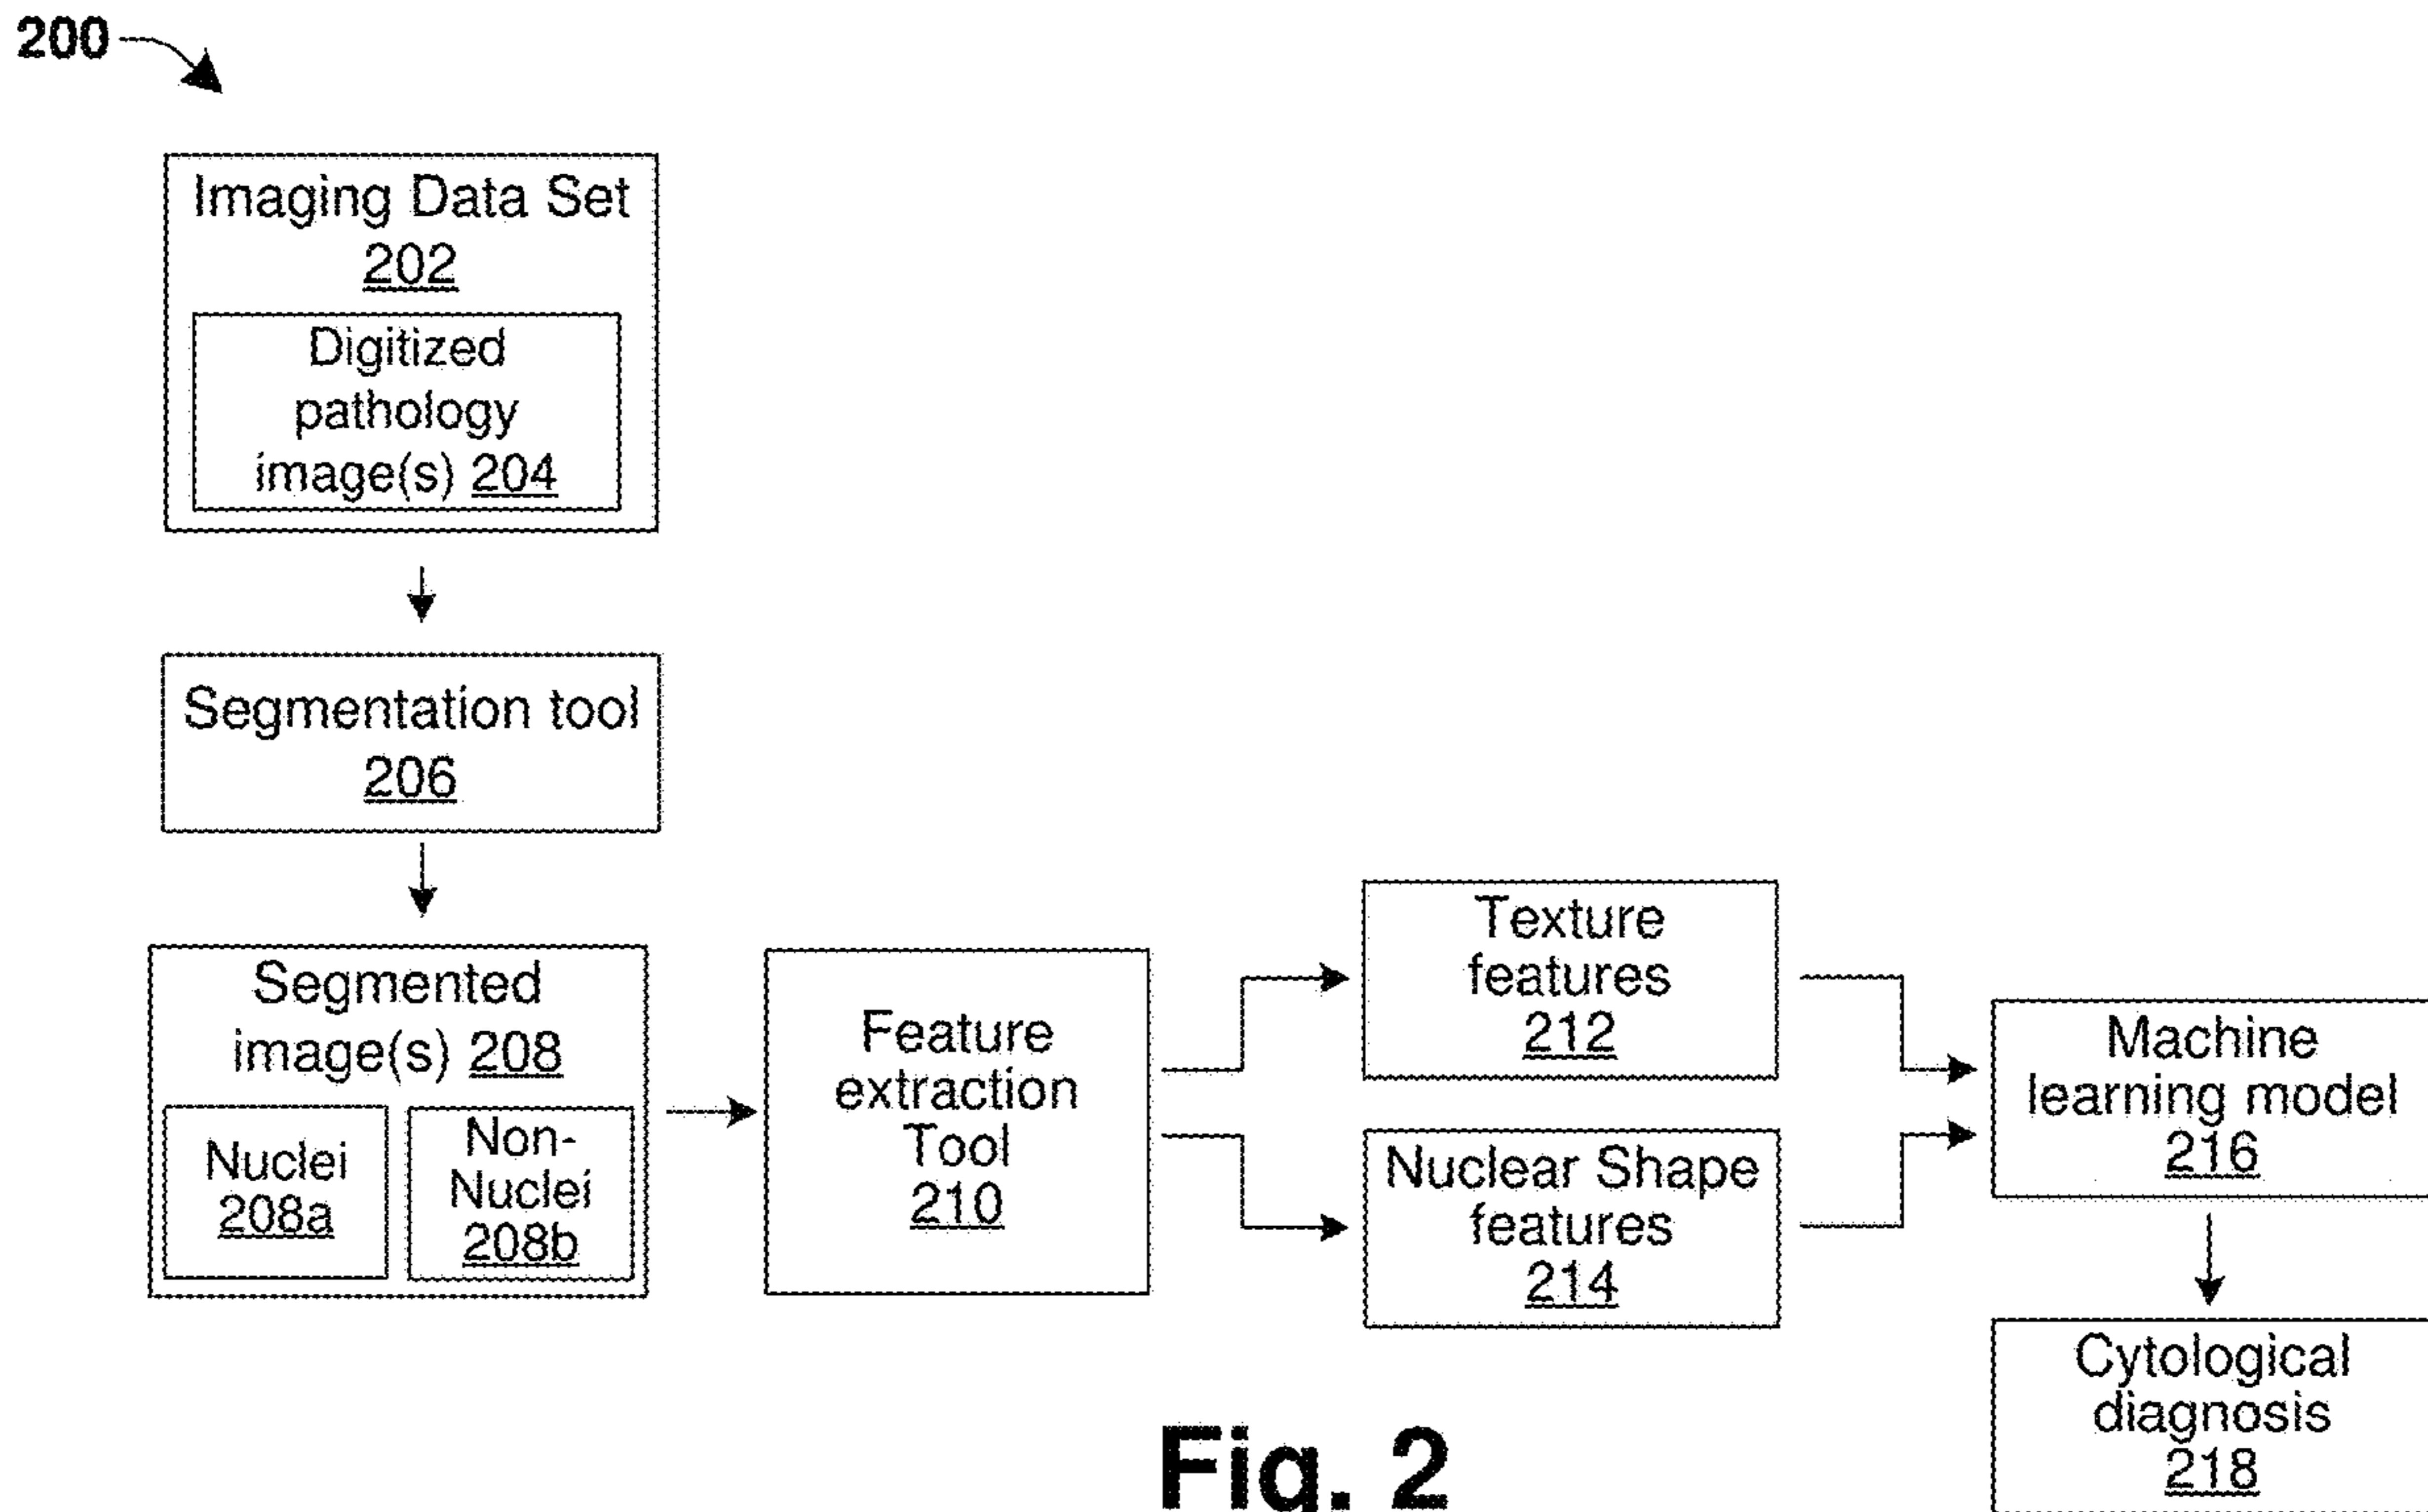 200
Imaging Data Set
202
Digitized
pathology
image(s) 204
Segmentation tool
206
Segmented
image(s) 208
Nuclei
208a
Non-
Nuclei
208b
Feature
extraction
Tool
210
Texture
features
212
Nuclear Shape
features
214
Machine
learning model
216
Cytological
diagnosis
218
Fig. 2